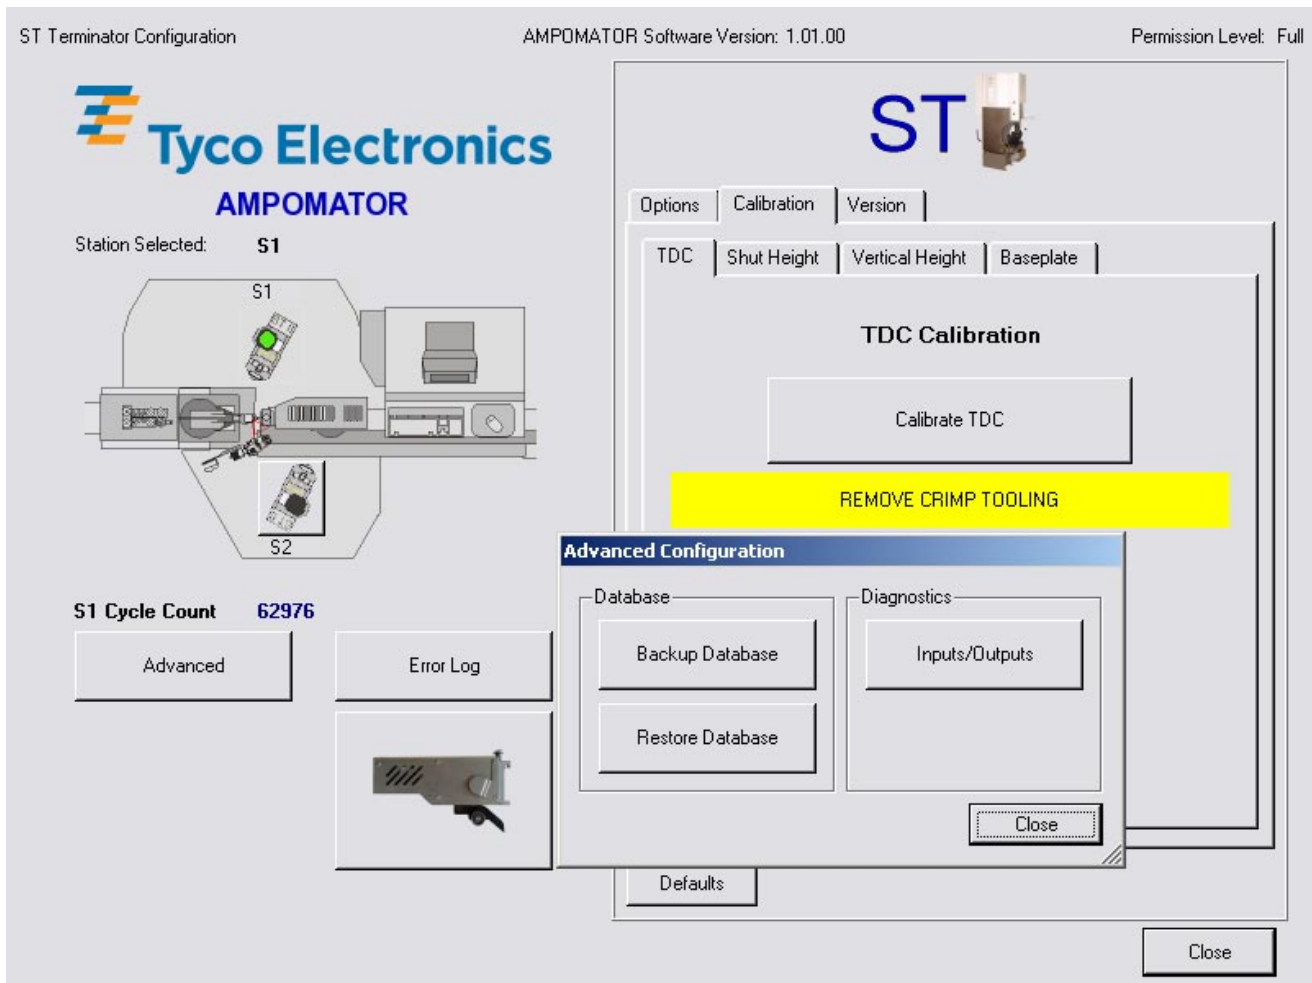 ST Terminator Configuration
AMPOMATOR Software Version: 1.01.00
Permission Level: Full
Tyco Electronics
AMPOMATOR
Station Selected: S1
S1
S2
S1 Cycle Count 62976
Advanced
Error Log
ST
Options
Calibration
Version
TDC
Shut Height
Vertical Height
Baseplate
TDC Calibration
Calibrate TDC
REMOVE CRIMP TOOLING
Advanced Configuration
Database
Backup Database
Restore Database
Diagnostics
Inputs/Outputs
Close
Defaults
Close